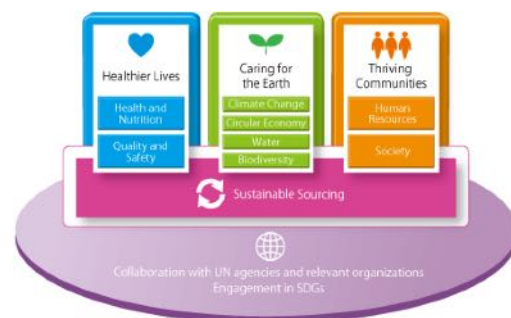 Healthier Lives
Health and
Nutrition
Quality and
Safety
Caring for
the Earth
Climate Change
Circular Economy
Water
Biodiversity
Thriving
Communities
Human
Resources
Society
Sustainable Sourcing
Collaboration with UN agencies and relevant organizations
Engagement in SDGs